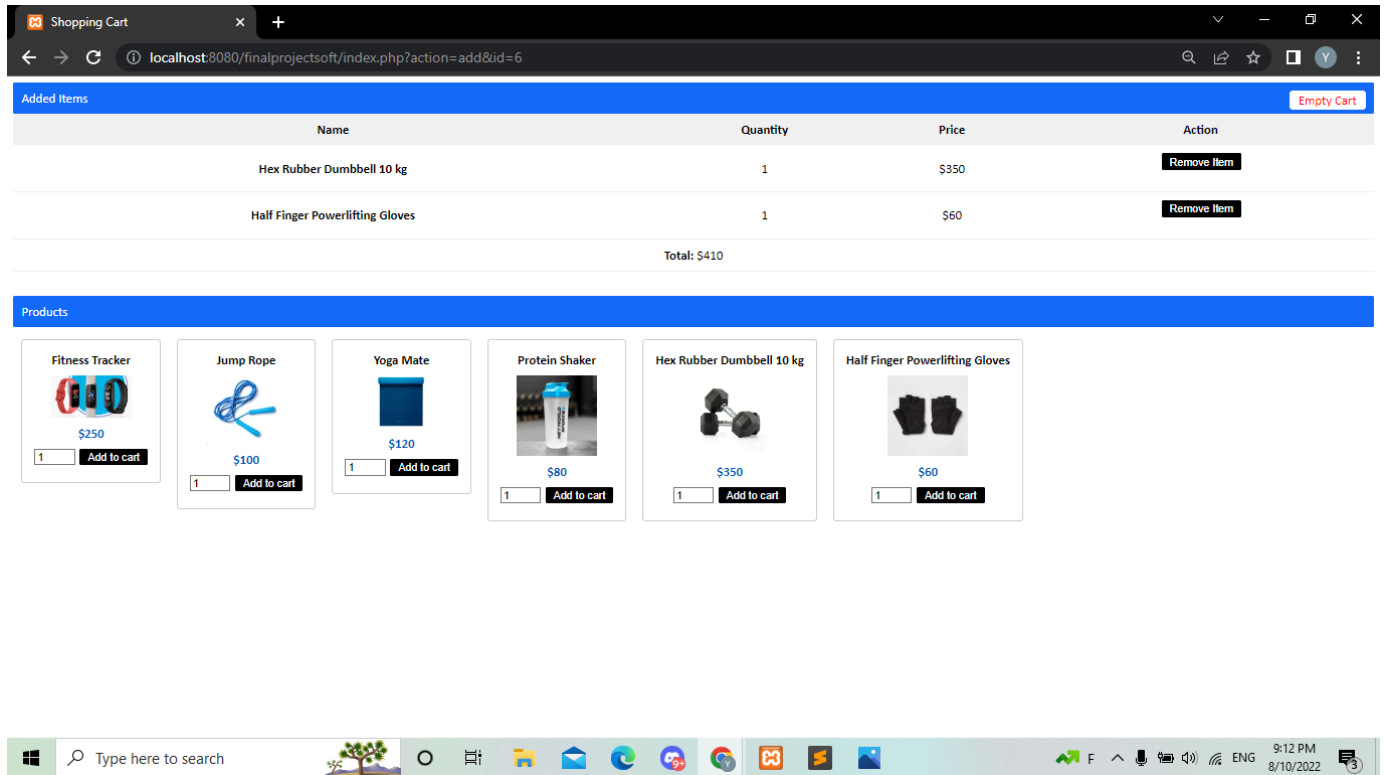 Shopping Cart
localhost:8080/finalprojectsoft/index.php?action=add&id=6
Y
Added Items
Empty Cart
Name Quantity Price Action
Hex Rubber Dumbbell 10 kg 1 $350 Remove Item
Half Finger Powerlifting Gloves 1 $60 Remove Item
Total: $410
Products
Fitness Tracker
$250
1 Add to cart
Jump Rope
$100
1 Add to cart
Yoga Mate
$120
1 Add to cart
Protein Shaker
$80
1 Add to cart
Hex Rubber Dumbbell 10 kg
$350
1 Add to cart
Half Finger Powerlifting Gloves
$60
1 Add to cart
Type here to search
9+
Y
F
ENG
9:12 PM
8/10/2022
3